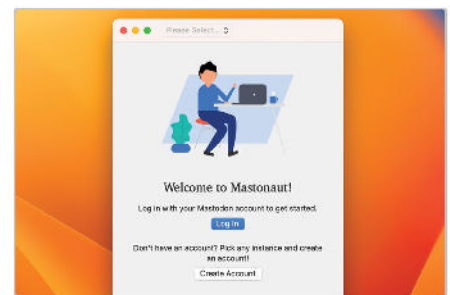 Please Select...
Welcome to Mastonaut!
Log in with your Mastodon account to get started.
Log In
Don't have an account? Pick any instance and create
an account!
Create Account